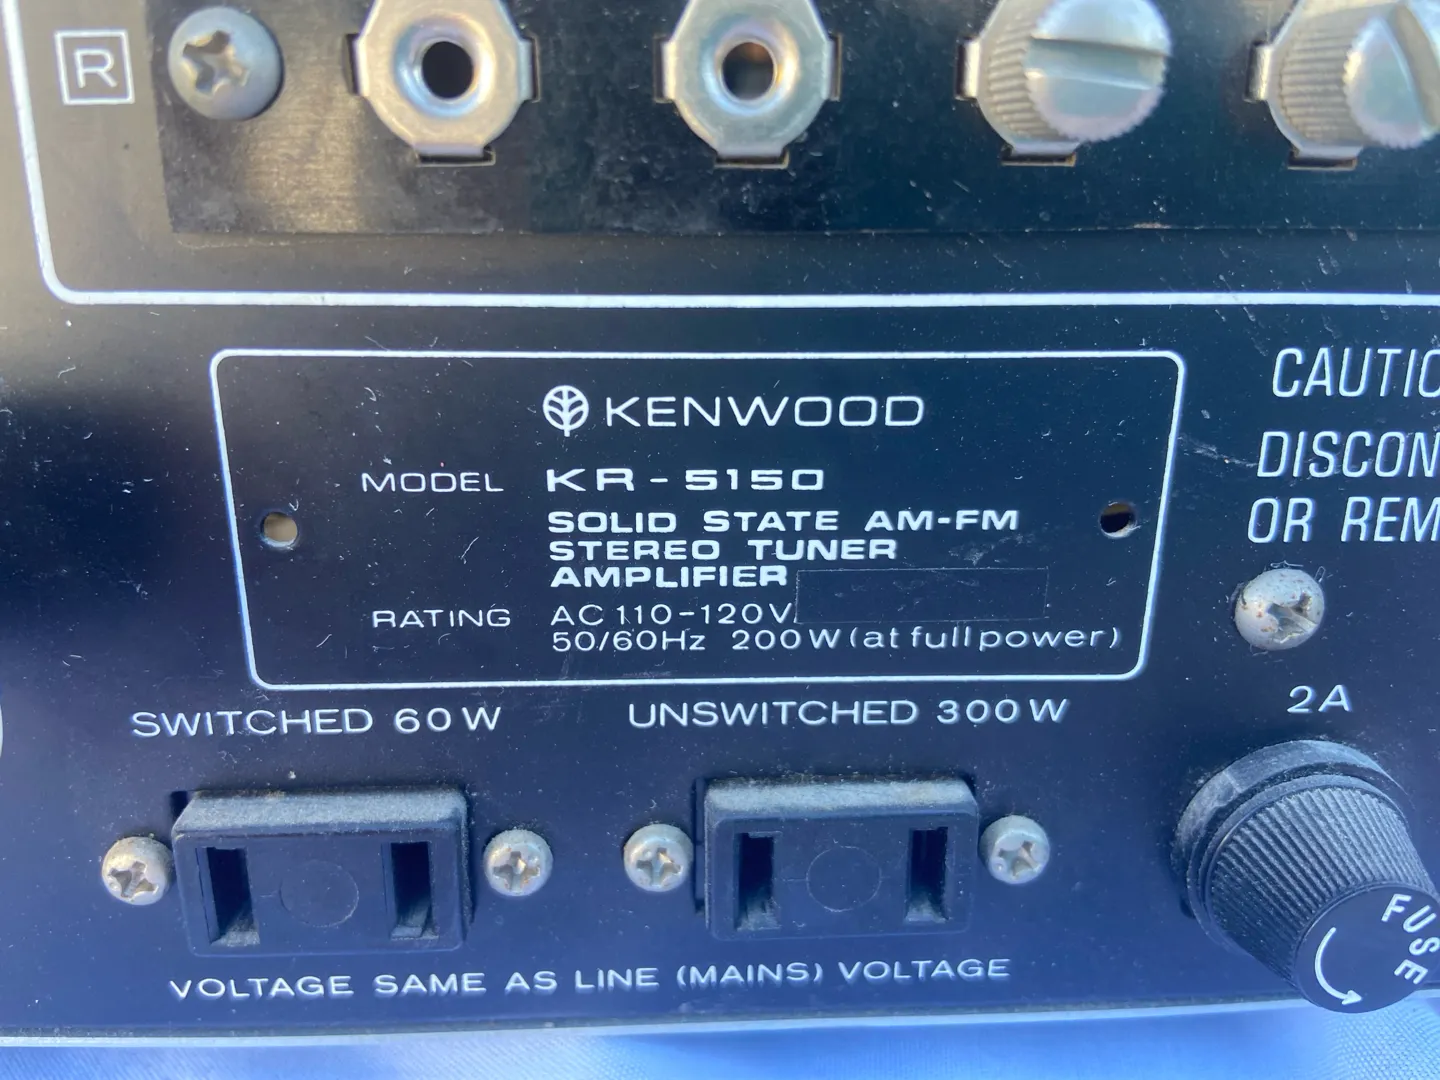 R
KENWOOD
MODEL KR-5150
SOLID STATE AM-FM
STEREO TUNER
AMPLIFIER
RATING AC 110-120V
50/60Hz 200W (at full power)
CAUTIO
DISCON
OR REM
2A
SWITCHED 60W
UNSWITCHED 300W
VOLTAGE SAME AS LINE (MAINS) VOLTAGE
FUSE